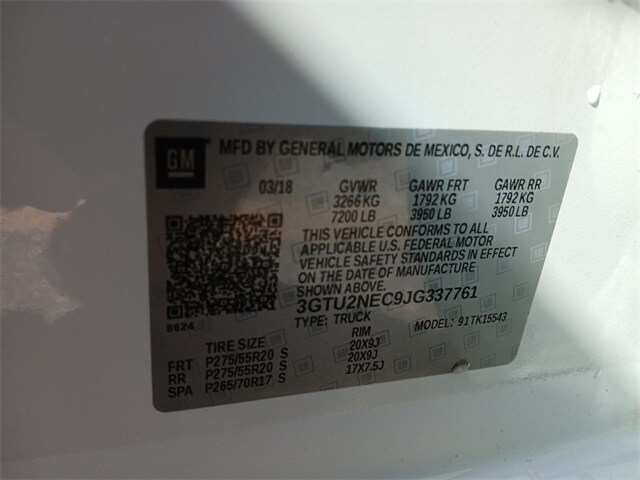 GM
MFD BY GENERAL MOTORS DE MEXICO, S. DE R.L. DE C.V.
03/18 GVWR GAWR FRT GAWR RR
3266 KG 1792 KG 1792 KG
7200 LB 3950 LB 3950 LB
THIS VEHICLE CONFORMS TO ALL
APPLICABLE U.S. FEDERAL MOTOR
VEHICLE SAFETY STANDARDS IN EFFECT
ON THE DATE OF MANUFACTURE
SHOWN ABOVE.
3GTU2NEC9JG337761
8624 TYPE: TRUCK MODEL: 91TK15543
TIRE SIZE RIM
FRT P275/55R20 S 20X9J
RR P275/55R20 S 20X9J
SPA P265/70R17 S 17X7.5J